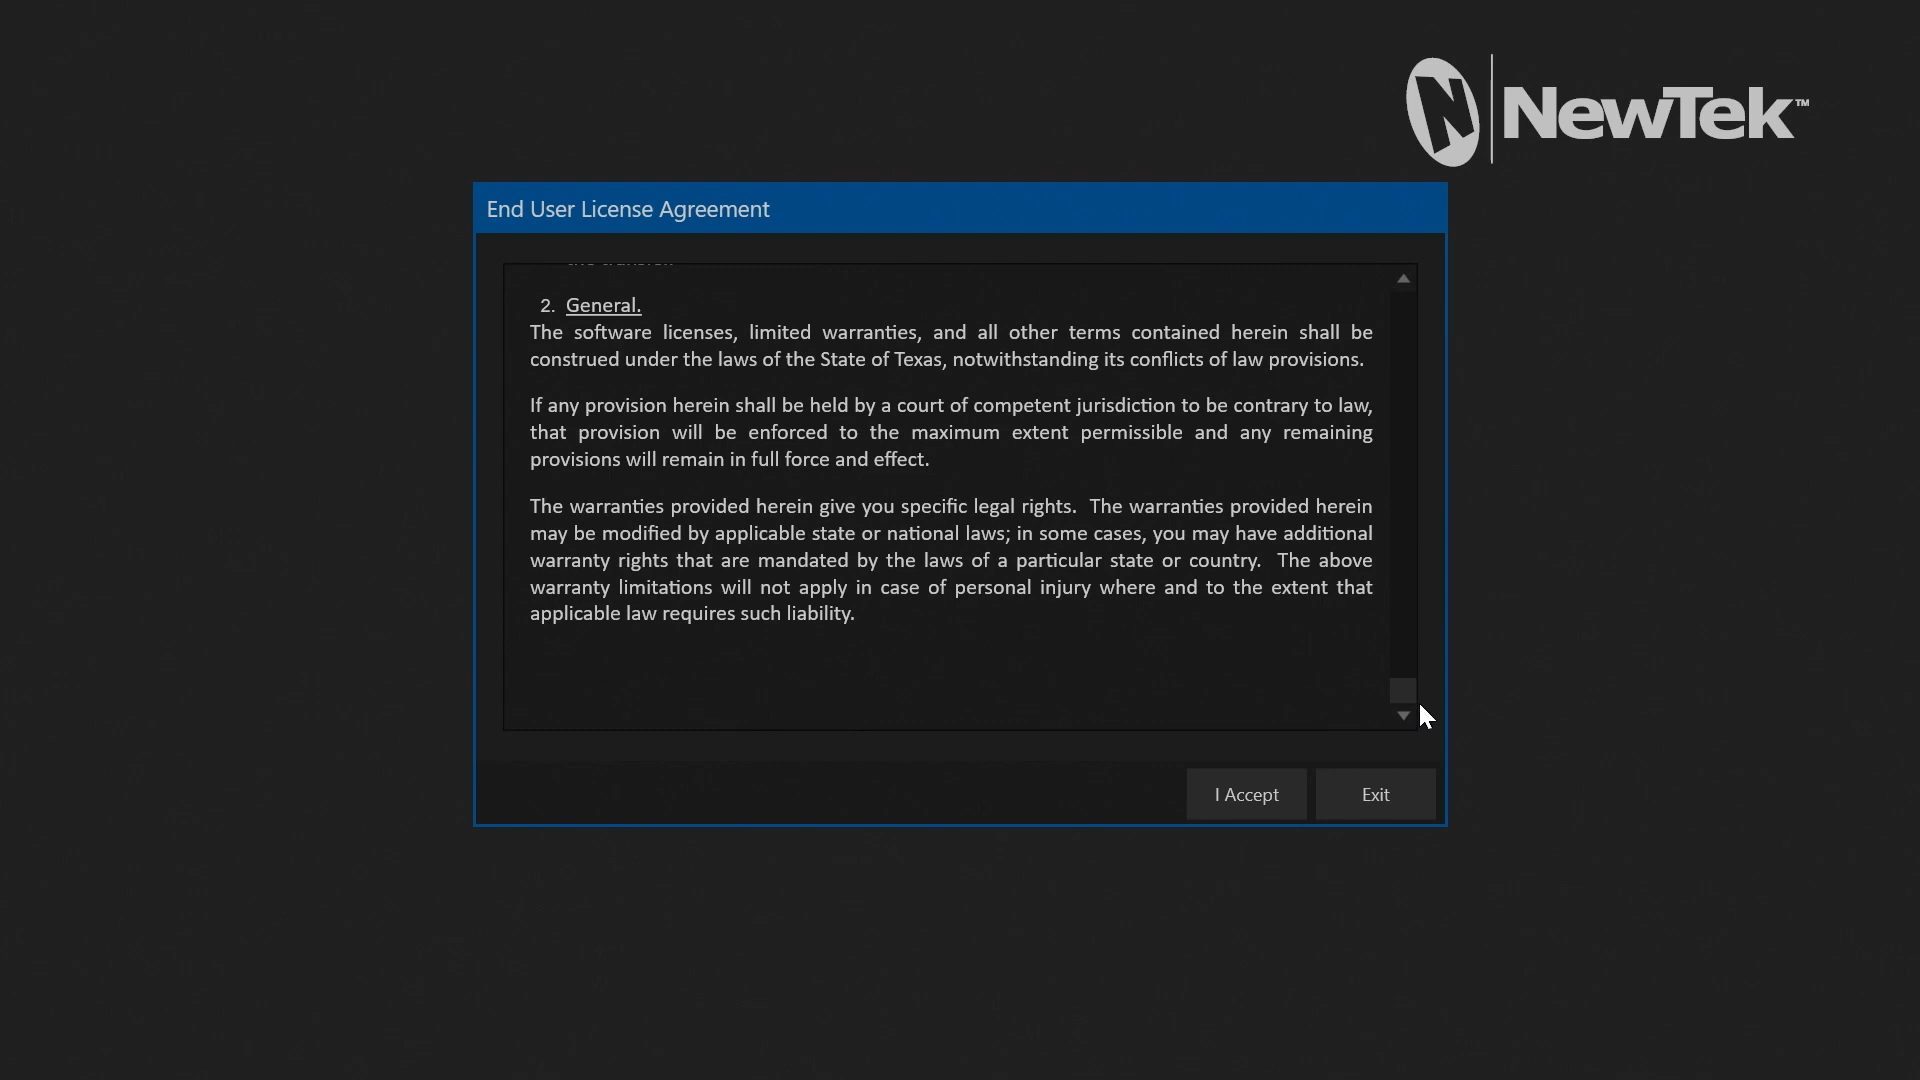 NewTek™
End User License Agreement
2. General.
The software licenses, limited warranties, and all other terms contained herein shall be
construed under the laws of the State of Texas, notwithstanding its conflicts of law provisions.
If any provision herein shall be held by a court of competent jurisdiction to be contrary to law,
that provision will be enforced to the maximum extent permissible and any remaining
provisions will remain in full force and effect.
The warranties provided herein give you specific legal rights. The warranties provided herein
may be modified by applicable state or national laws; in some cases, you may have additional
warranty rights that are mandated by the laws of a particular state or country. The above
warranty limitations will not apply in case of personal injury where and to the extent that
applicable law requires such liability.
I Accept
Exit